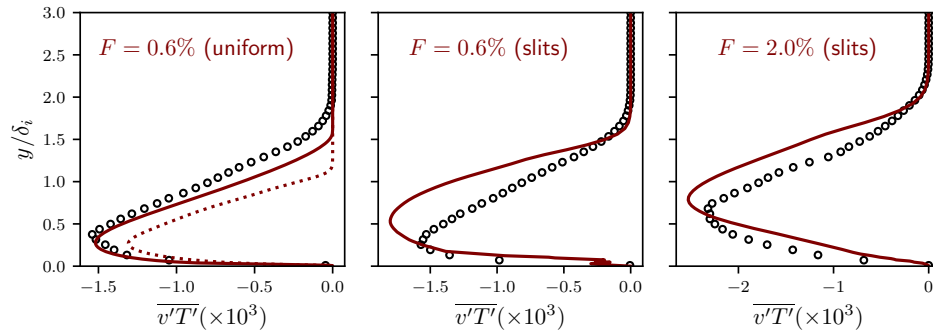 F = 0.6% (uniform)
F = 0.6% (slits)
F = 2.0% (slits)
y/δᵢ
3.0
2.5
2.0
1.5
1.0
0.5
0.0
−1.5 −1.0 −0.5 0.0
−1.5 −1.0 −0.5 0.0
−2 −1 0
v′T′(×10³)
v′T′(×10³)
v′T′(×10³)